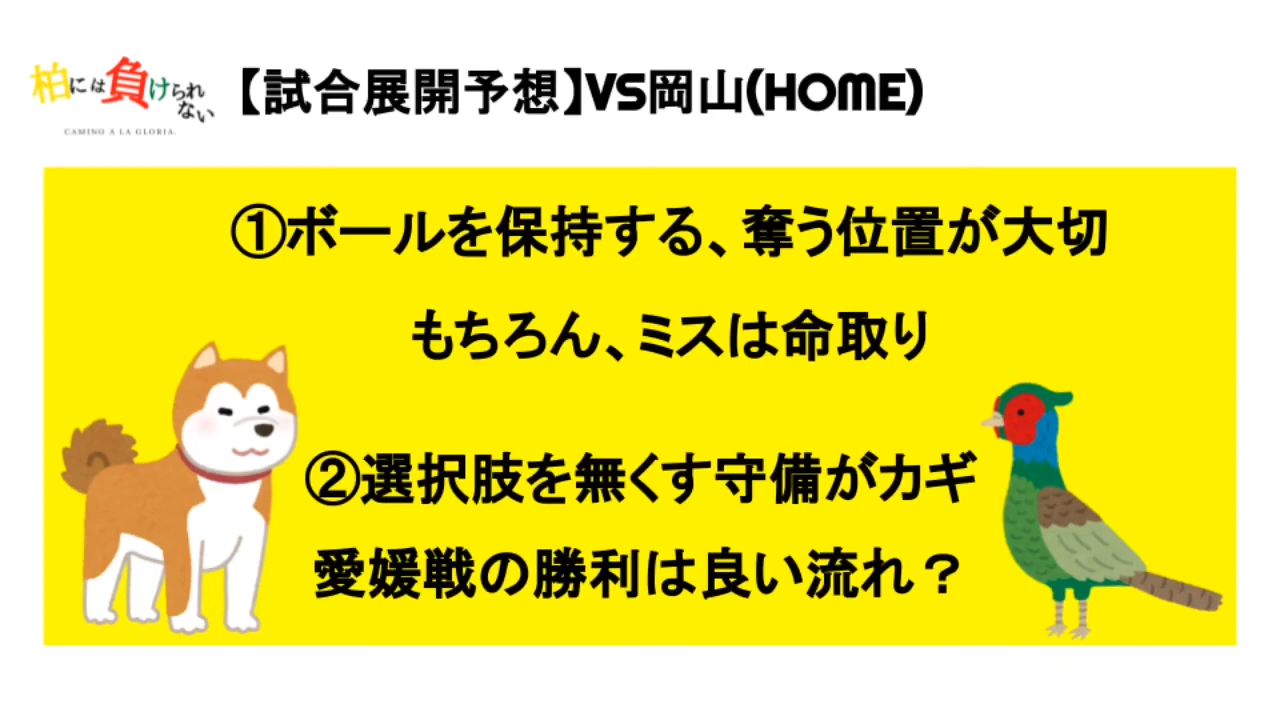 柏には負けられない
CAMINO A LA GLORIA.
【試合展開予想】VS岡山(HOME)
①ボールを保持する、奪う位置が大切
もちろん、ミスは命取り
②選択肢を無くす守備がカギ
愛媛戦の勝利は良い流れ？